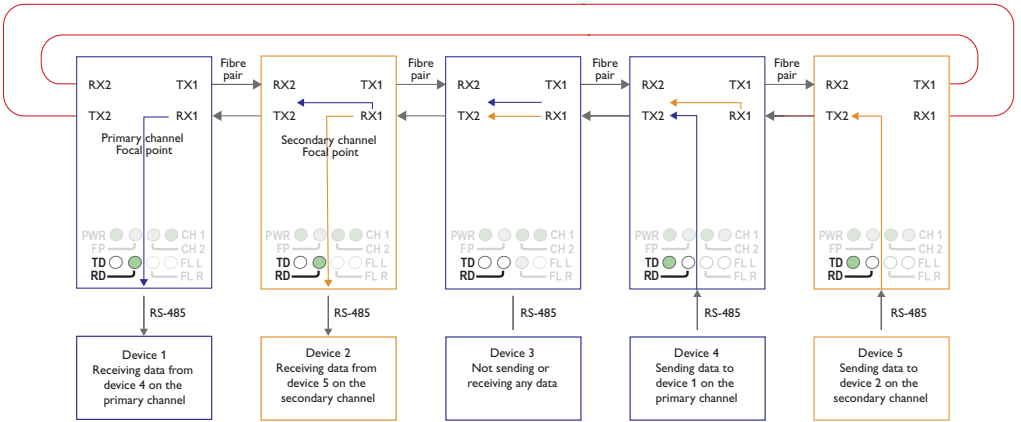 Fibre pair
Fibre pair
Fibre pair
Fibre pair
RX2 TX1
TX2 RX1
Primary channel
Focal point
PWR CH 1
FP CH 2
TD FL L
RD FL R
RS-485
Device 1
Receiving data from
device 4 on the
primary channel
RX2 TX1
TX2 RX1
Secondary channel
Focal point
PWR CH 1
FP CH 2
TD FL L
RD FL R
RS-485
Device 2
Receiving data from
device 5 on the
secondary channel
RX2 TX1
TX2 RX1
PWR CH 1
FP CH 2
TD FL L
RD FL R
RS-485
Device 3
Not sending or
receiving any data
RX2 TX1
TX2 RX1
PWR CH 1
FP CH 2
TD FL L
RD FL R
RS-485
Device 4
Sending data to
device 1 on the
primary channel
RX2 TX1
TX2 RX1
PWR CH 1
FP CH 2
TD FL L
RD FL R
RS-485
Device 5
Sending data to
device 2 on the
secondary channel